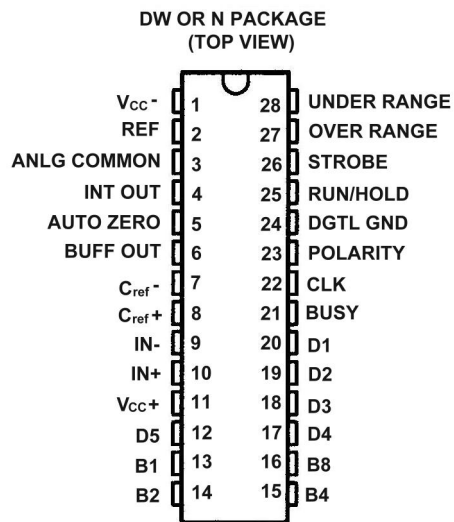 DW OR N PACKAGE
(TOP VIEW)
VCC- 1 28 UNDER RANGE
REF 2 27 OVER RANGE
ANLG COMMON 3 26 STROBE
INT OUT 4 25 RUN/HOLD
AUTO ZERO 5 24 DGTL GND
BUFF OUT 6 23 POLARITY
Cref- 7 22 CLK
Cref+ 8 21 BUSY
IN- 9 20 D1
IN+ 10 19 D2
VCC+ 11 18 D3
D5 12 17 D4
B1 13 16 B8
B2 14 15 B4